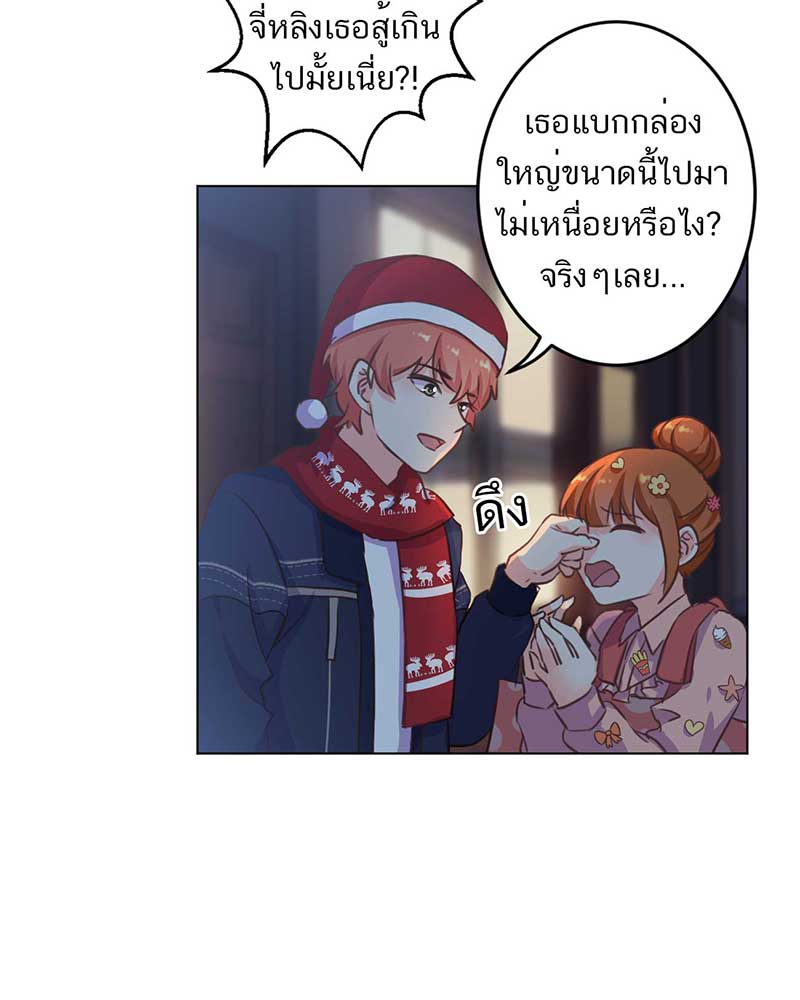 จี่หลิงเธอสู้เกิน
ไปมั้ยเนี่ย?!
เธอแบกกล่อง
ใหญ่ขนาดนี้ไปมา
ไม่เหนื่อยหรือไง?
จริงๆเลย...
ดึง